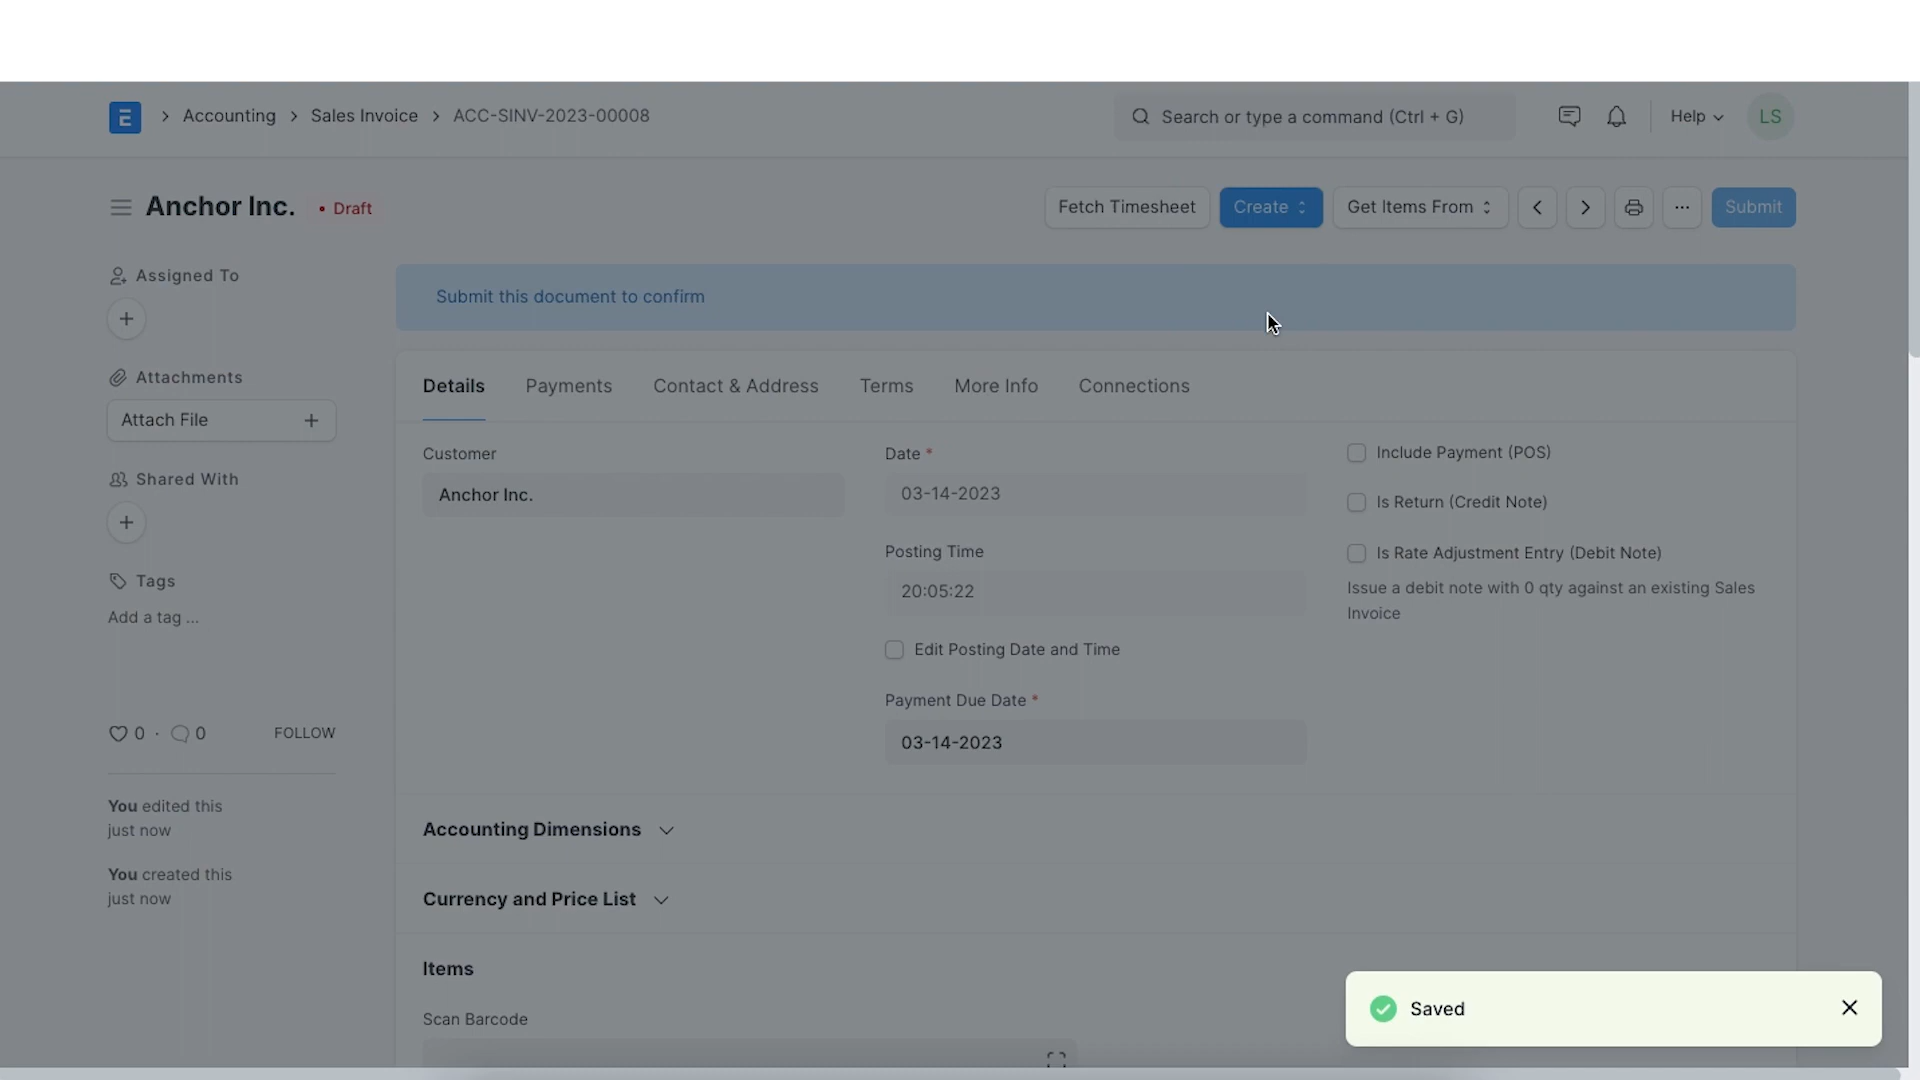 E > Accounting > Sales Invoice > ACC-SINV-2023-00008
Search or type a command (Ctrl + G)
Help
LS
Anchor Inc.
• Draft
Fetch Timesheet
Create
Get Items From
Submit
Assigned To
Attachments
Attach File
Shared With
Tags
Add a tag ...
0 · 0
FOLLOW
You edited this
just now
You created this
just now
Submit this document to confirm
Details Payments Contact & Address Terms More Info Connections
Customer
Anchor Inc.
Date *
03-14-2023
Posting Time
20:05:22
Edit Posting Date and Time
Payment Due Date *
03-14-2023
Include Payment (POS)
Is Return (Credit Note)
Is Rate Adjustment Entry (Debit Note)
Issue a debit note with 0 qty against an existing Sales
Invoice
Accounting Dimensions
Currency and Price List
Items
Scan Barcode
Saved